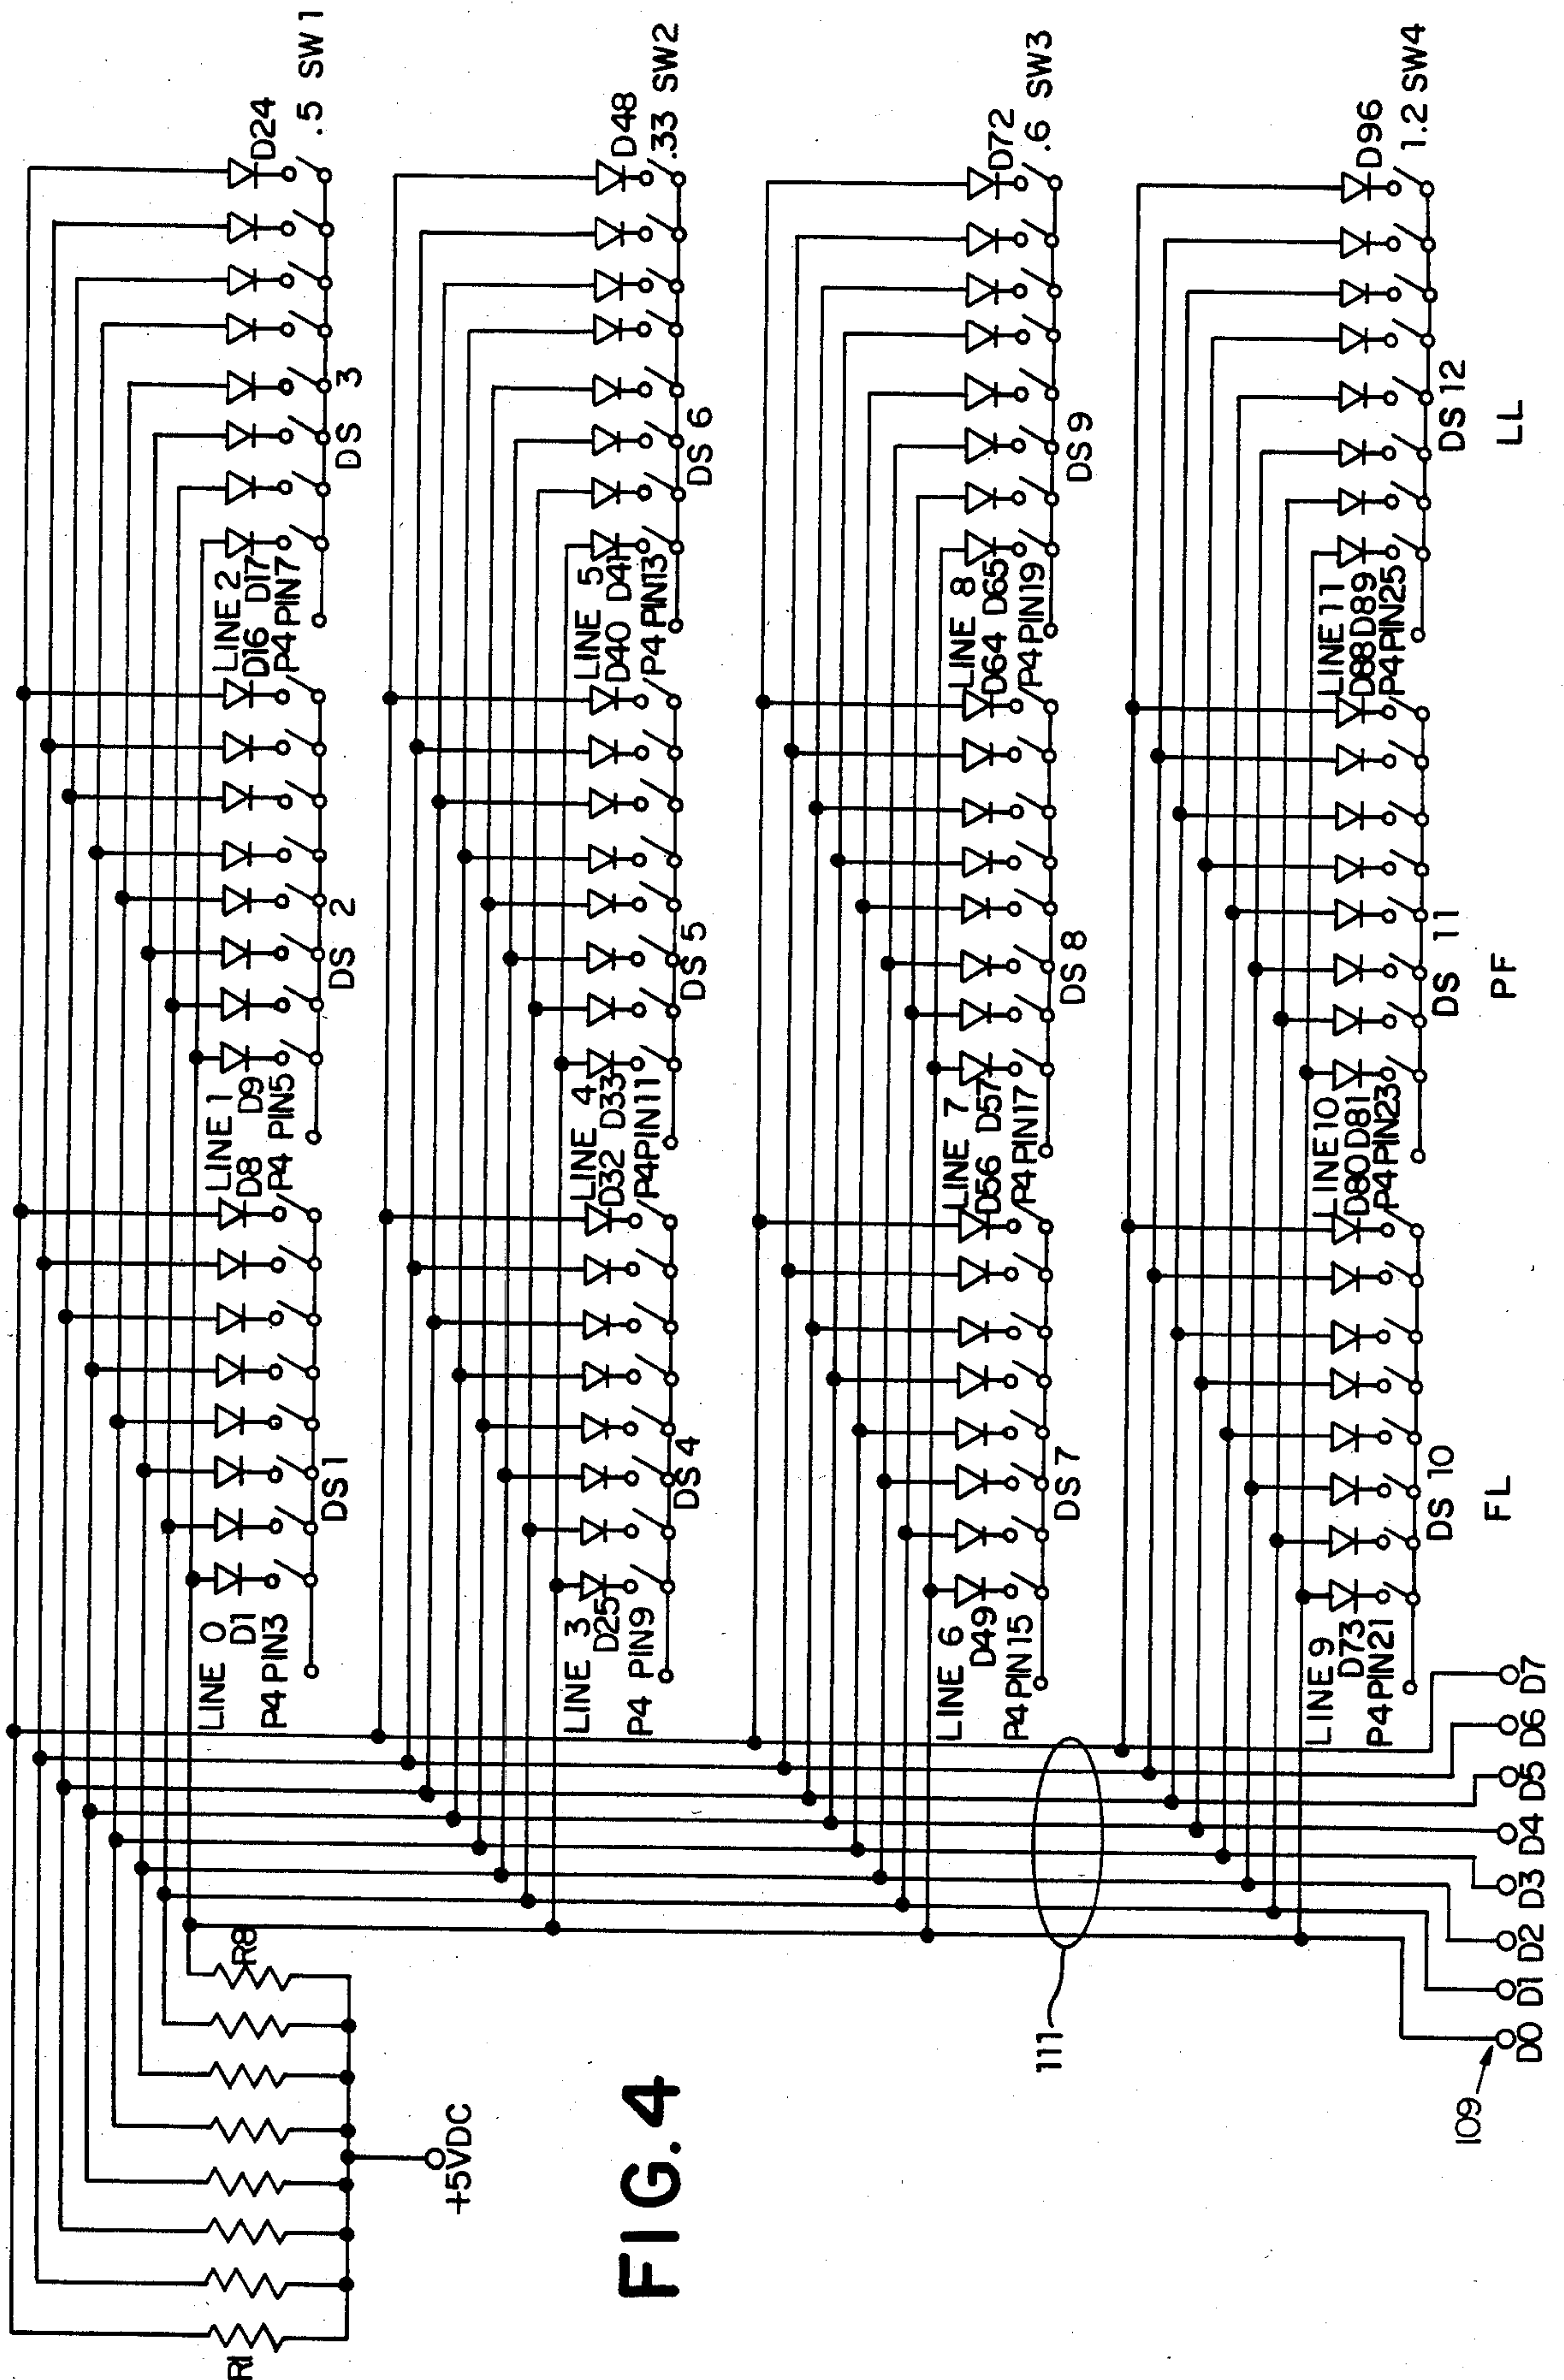 R1
R8
+5VDC
LINE 0
D1
P4 PIN3
DS 1
LINE 1
D8 D9
P4 PIN5
DS 2
LINE 2
D16 D17
P4 PIN7
DS 3
D24
.5 SW 1
LINE 3
D25
P4 PIN9
DS 4
LINE 4
D32 D33
P4 PIN11
DS 5
LINE 5
D40 D41
P4 PIN13
DS 6
D48
.33 SW2
LINE 6
D49
P4 PIN 15
DS 7
LINE 7
D56 D57
P4 PIN17
DS 8
LINE 8
D64 D65
P4 PIN19
DS 9
D72
.6 SW3
LINE 9
D73
P4 PIN21
DS 10
LINE 10
D80 D81
P4 PIN23
DS 11
LINE 11
D88 D89
P4 PIN25
DS 12
D96
1.2 SW4
FL
PF
LL
111
109
D0 D1 D2 D3 D4 D5 D6 D7
FIG. 4